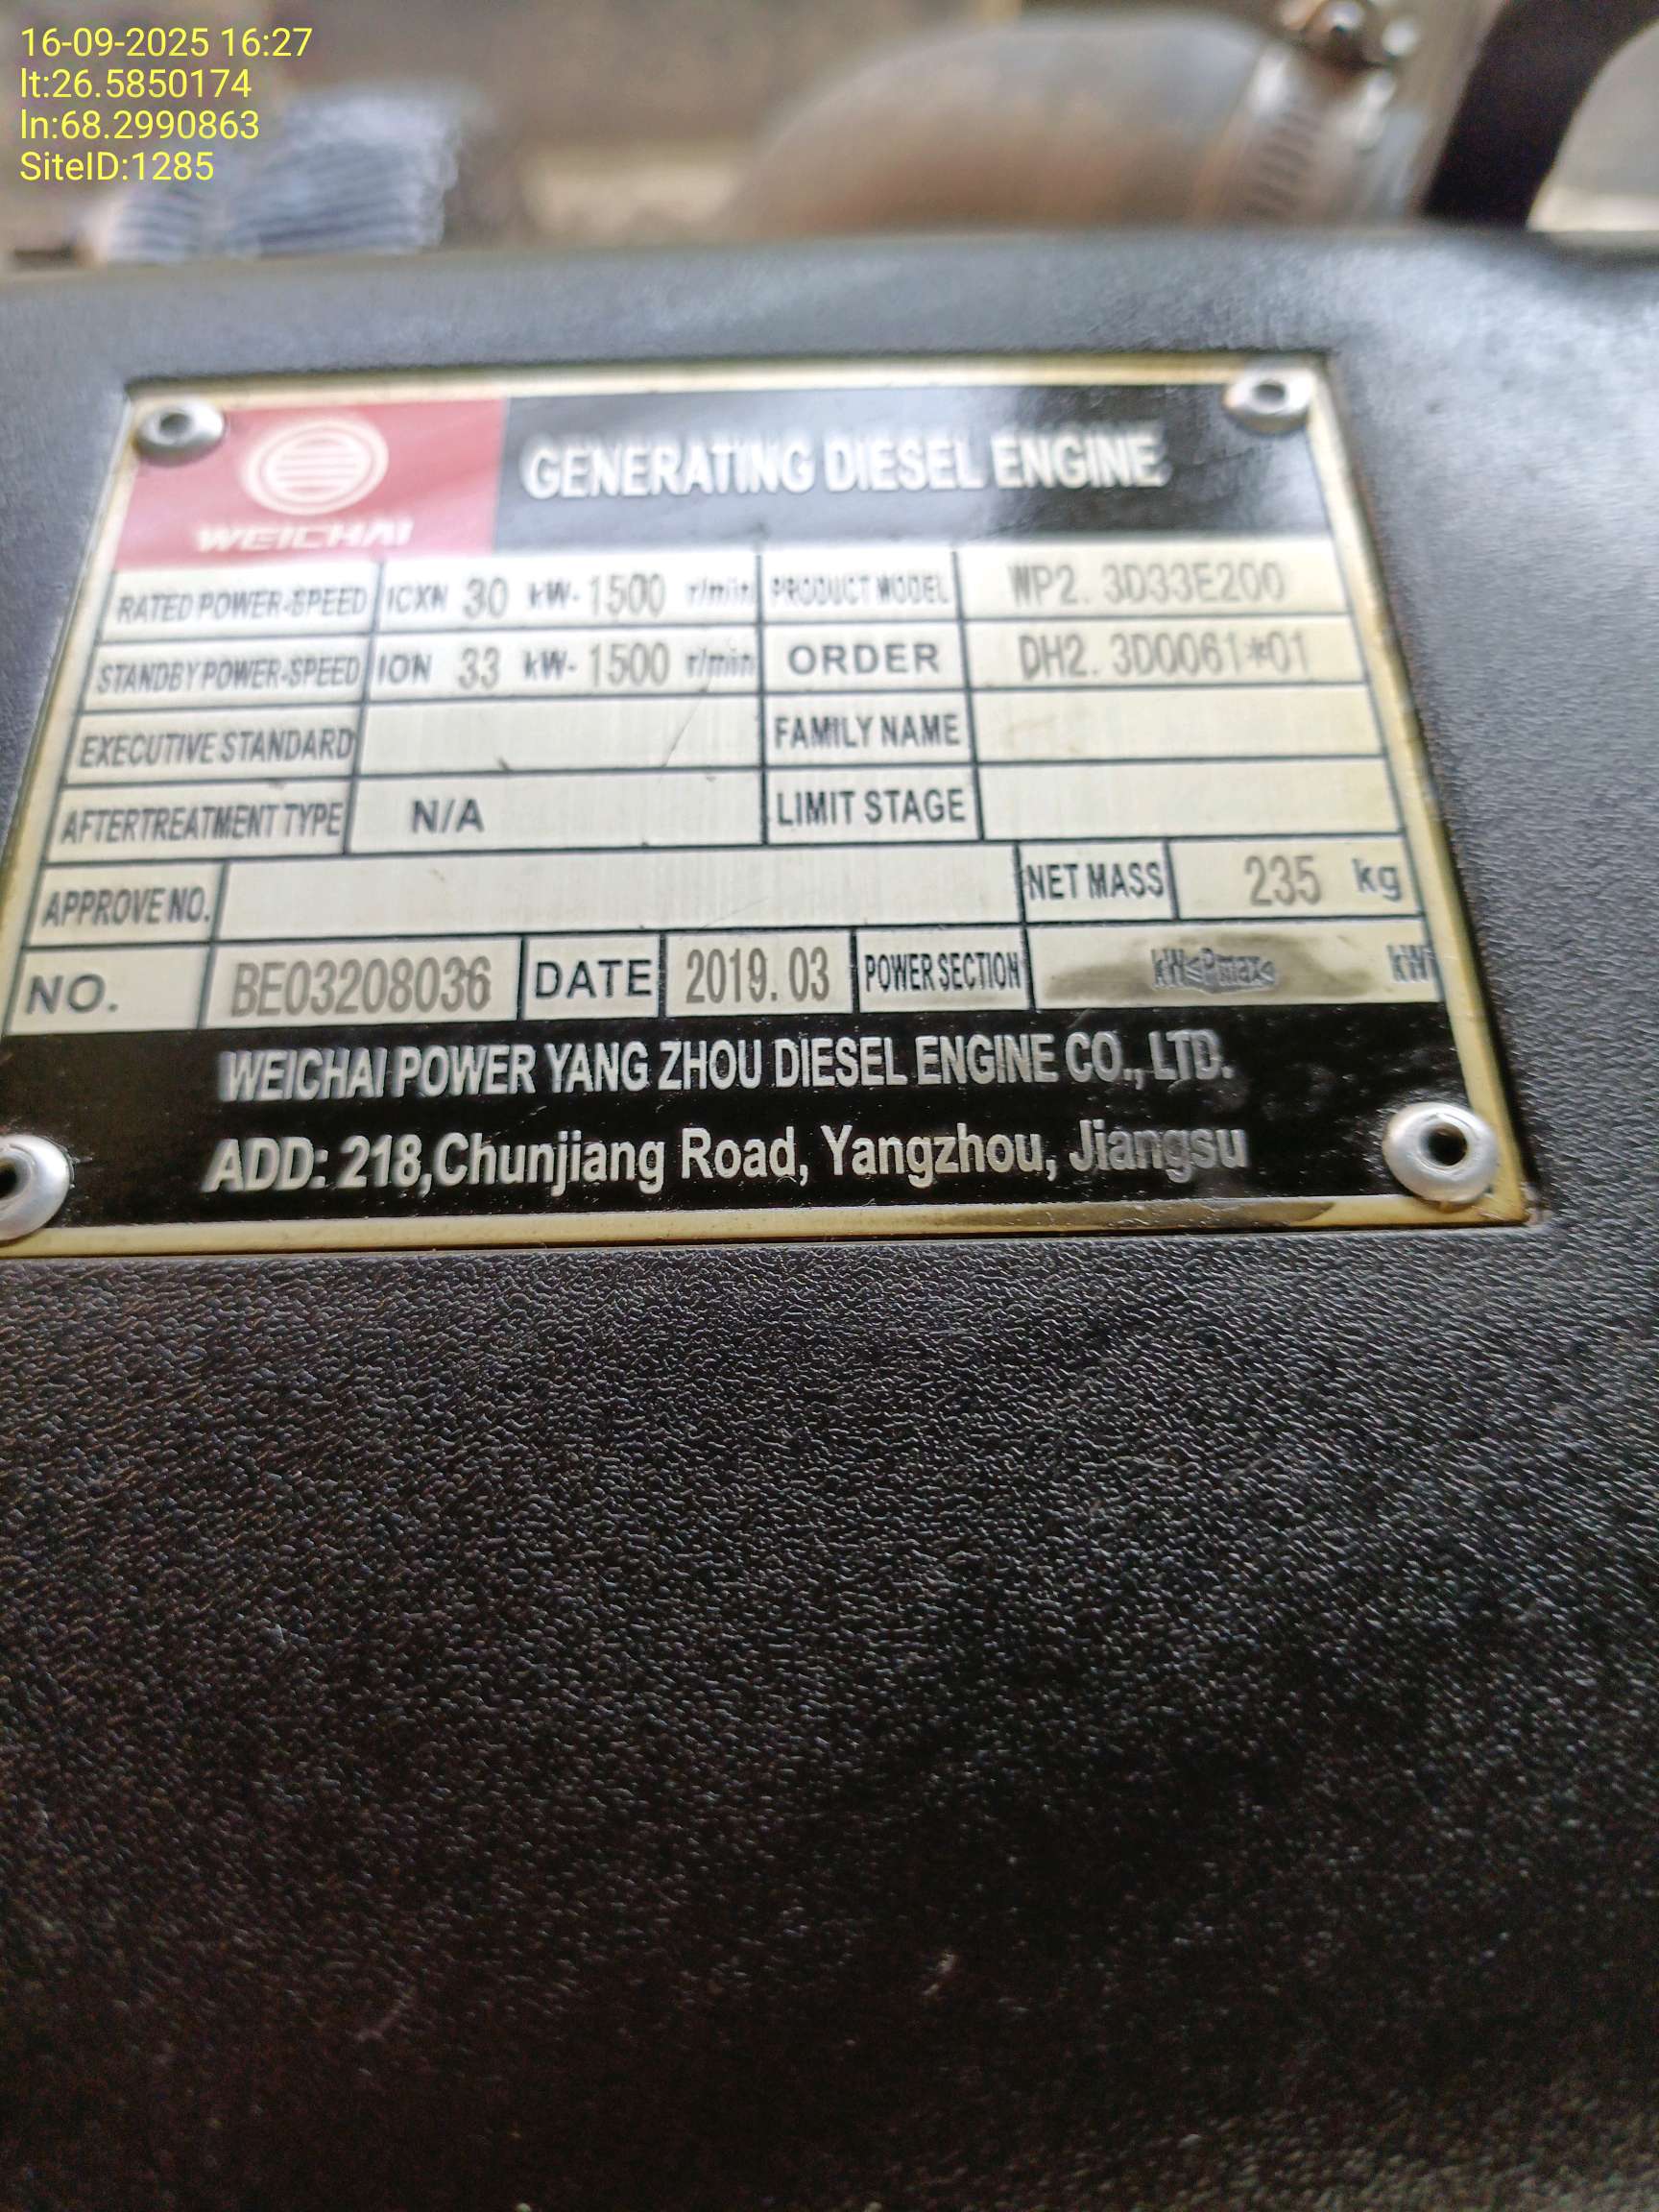 16-09-2025 16:27
lt:26.5850174
ln:68.2990863
SiteID:1285
WEICHAI
GENERATING DIESEL ENGINE
RATED POWER-SPEED ICXN 30 kW- 1500 r/min PRODUCT MODEL WP2. 3D33E200
STANDBY POWER-SPEED ION 33 kW- 1500 r/min ORDER DH2. 3D0061*01
EXECUTIVE STANDARD FAMILY NAME
AFTERTREATMENT TYPE N/A LIMIT STAGE
APPROVE NO. NET MASS 235 kg
NO. BE03208036 DATE 2019. 03 POWER SECTION kW≤Pmax< kW
WEICHAI POWER YANG ZHOU DIESEL ENGINE CO., LTD.
ADD: 218,Chunjiang Road, Yangzhou, Jiangsu